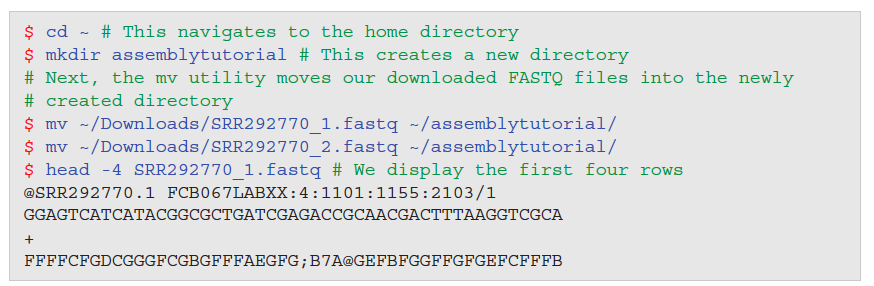 $ cd ~ # This navigates to the home directory
$ mkdir assemblytutorial # This creates a new directory
# Next, the mv utility moves our downloaded FASTQ files into the newly
# created directory
$ mv ~/Downloads/SRR292770_1.fastq ~/assemblytutorial/
$ mv ~/Downloads/SRR292770_2.fastq ~/assemblytutorial/
$ head -4 SRR292770_1.fastq # We display the first four rows
@SRR292770.1 FCB067LABXX:4:1101:1155:2103/1
GGAGTCATCATACGGCGCTGATCGAGACCGCAACGACTTTAAGGTCGCA
+
FFFFCFGDCGGGFCGBGFFFAEGFG;B7A@GEFBFGGFFGFGEFCFFFB